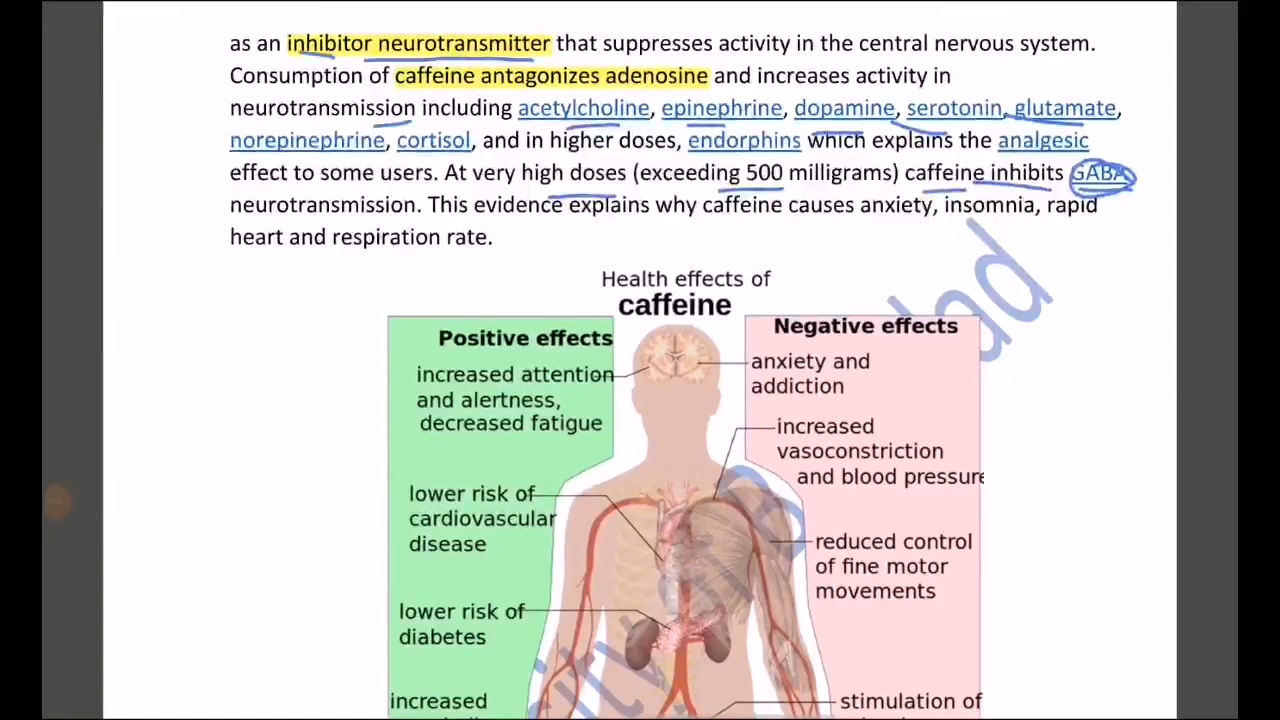 as an inhibitor neurotransmitter that suppresses activity in the central nervous system.
Consumption of caffeine antagonizes adenosine and increases activity in
neurotransmission including acetylcholine, epinephrine, dopamine, serotonin, glutamate,
norepinephrine, cortisol, and in higher doses, endorphins which explains the analgesic
effect to some users. At very high doses (exceeding 500 milligrams) caffeine inhibits GABA
neurotransmission. This evidence explains why caffeine causes anxiety, insomnia, rapid
heart and respiration rate.
Health effects of
caffeine
Positive effects
increased attention
and alertness,
decreased fatigue
lower risk of
cardiovascular
disease
lower risk of
diabetes
increased
Negative effects
anxiety and
addiction
increased
vasoconstriction
and blood pressure
reduced control
of fine motor
movements
stimulation of